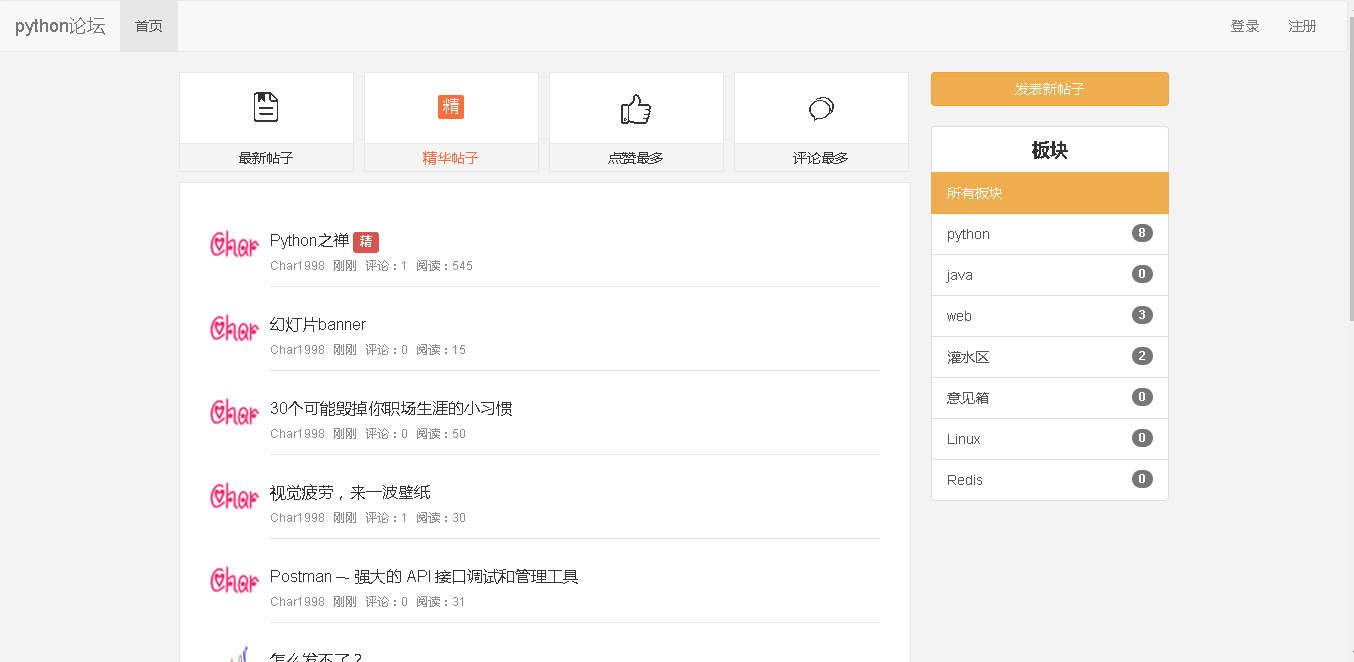 python论坛 首页 登录 注册
精
最新帖子 精华帖子 点赞最多 评论最多
Char
Python之禅 精
Char1998 刚刚 评论：1 阅读：545
Char
幻灯片banner
Char1998 刚刚 评论：0 阅读：15
Char
30个可能毁掉你职场生涯的小习惯
Char1998 刚刚 评论：0 阅读：50
Char
视觉疲劳，来一波壁纸
Char1998 刚刚 评论：1 阅读：30
Char
Postman — 强大的 API 接口调试和管理工具
Char1998 刚刚 评论：0 阅读：31
怎么发不了？
发表新帖子
板块
所有板块
python 8
java 0
web 3
灌水区 2
意见箱 0
Linux 0
Redis 0